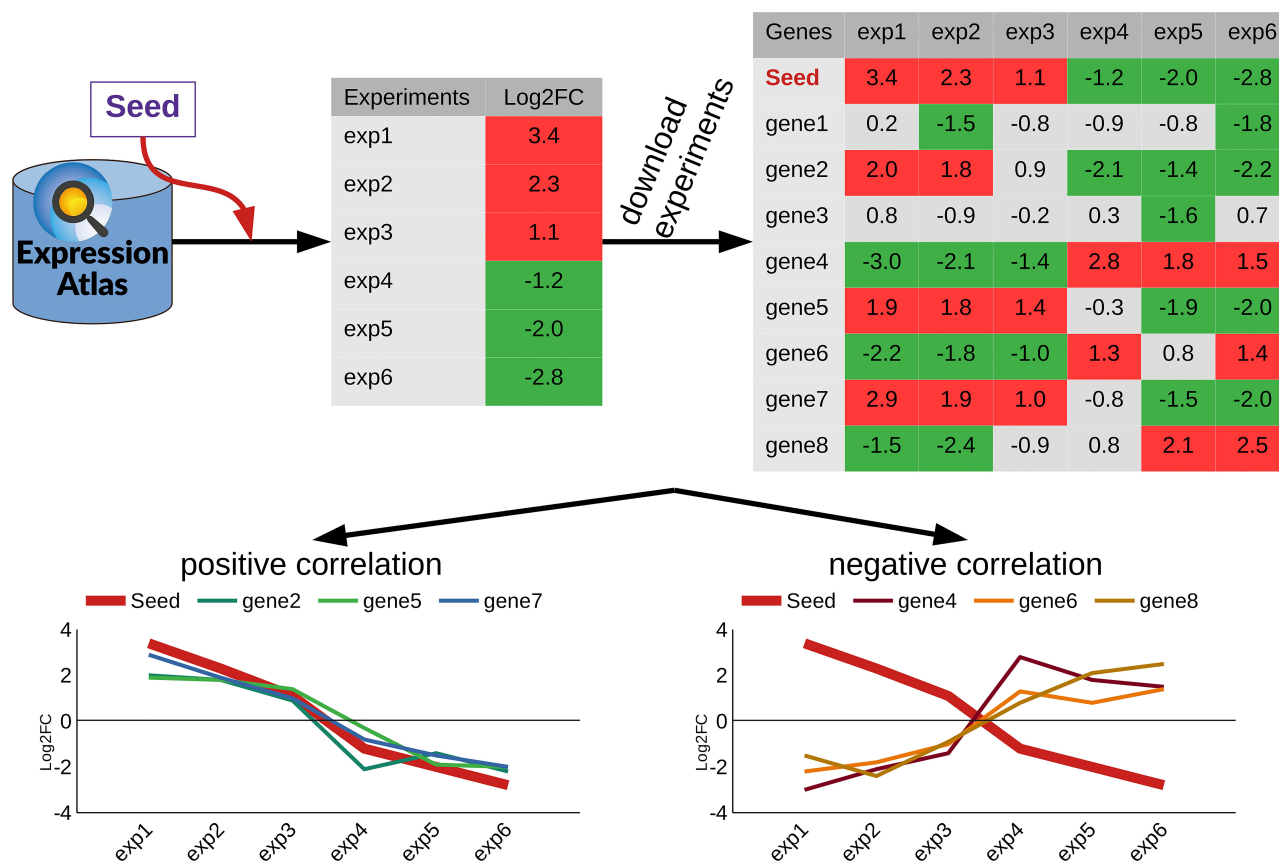 Seed
Expression
Atlas
Experiments Log2FC
exp1 3.4
exp2 2.3
exp3 1.1
exp4 -1.2
exp5 -2.0
exp6 -2.8
download
experiments
Genes exp1 exp2 exp3 exp4 exp5 exp6
Seed 3.4 2.3 1.1 -1.2 -2.0 -2.8
gene1 0.2 -1.5 -0.8 -0.9 -0.8 -1.8
gene2 2.0 1.8 0.9 -2.1 -1.4 -2.2
gene3 0.8 -0.9 -0.2 0.3 -1.6 0.7
gene4 -3.0 -2.1 -1.4 2.8 1.8 1.5
gene5 1.9 1.8 1.4 -0.3 -1.9 -2.0
gene6 -2.2 -1.8 -1.0 1.3 0.8 1.4
gene7 2.9 1.9 1.0 -0.8 -1.5 -2.0
gene8 -1.5 -2.4 -0.9 0.8 2.1 2.5
positive correlation
Seed gene2 gene5 gene7
4
2
0
-2
-4
Log2FC
exp1 exp2 exp3 exp4 exp5 exp6
negative correlation
Seed gene4 gene6 gene8
4
2
0
-2
-4
Log2FC
exp1 exp2 exp3 exp4 exp5 exp6